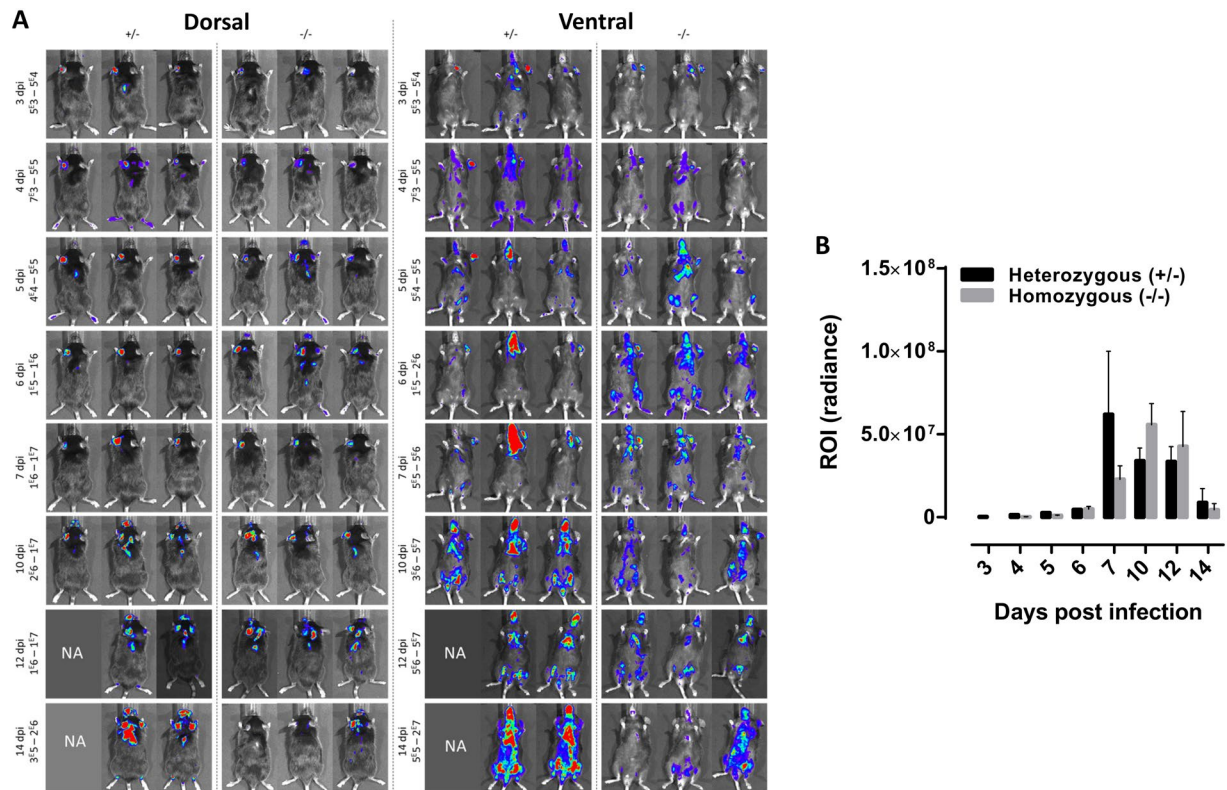 A
Dorsal
Ventral
+/-
-/-
+/-
-/-
3 dpi
5ᴱ3 – 5ᴱ4
4 dpi
7ᴱ3 – 5ᴱ5
5 dpi
4ᴱ4 – 5ᴱ5
6 dpi
1ᴱ5 – 1ᴱ6
7 dpi
1ᴱ6 – 1ᴱ7
10 dpi
2ᴱ6 – 1ᴱ7
12 dpi
1ᴱ6 – 1ᴱ7
NA
14 dpi
3ᴱ5 – 2ᴱ6
NA
3 dpi
5ᴱ3 – 5ᴱ4
4 dpi
7ᴱ3 – 5ᴱ5
5 dpi
5ᴱ4 – 5ᴱ5
6 dpi
1ᴱ5 – 2ᴱ6
7 dpi
5ᴱ5 – 5ᴱ6
10 dpi
3ᴱ6 – 5ᴱ7
12 dpi
5ᴱ6 – 5ᴱ7
NA
14 dpi
5ᴱ5 – 2ᴱ7
NA
B
Heterozygous (+/-)
Homozygous (-/-)
ROI (radiance)
1.5×10⁸
1.0×10⁸
5.0×10⁷
0
3 4 5 6 7 10 12 14
Days post infection